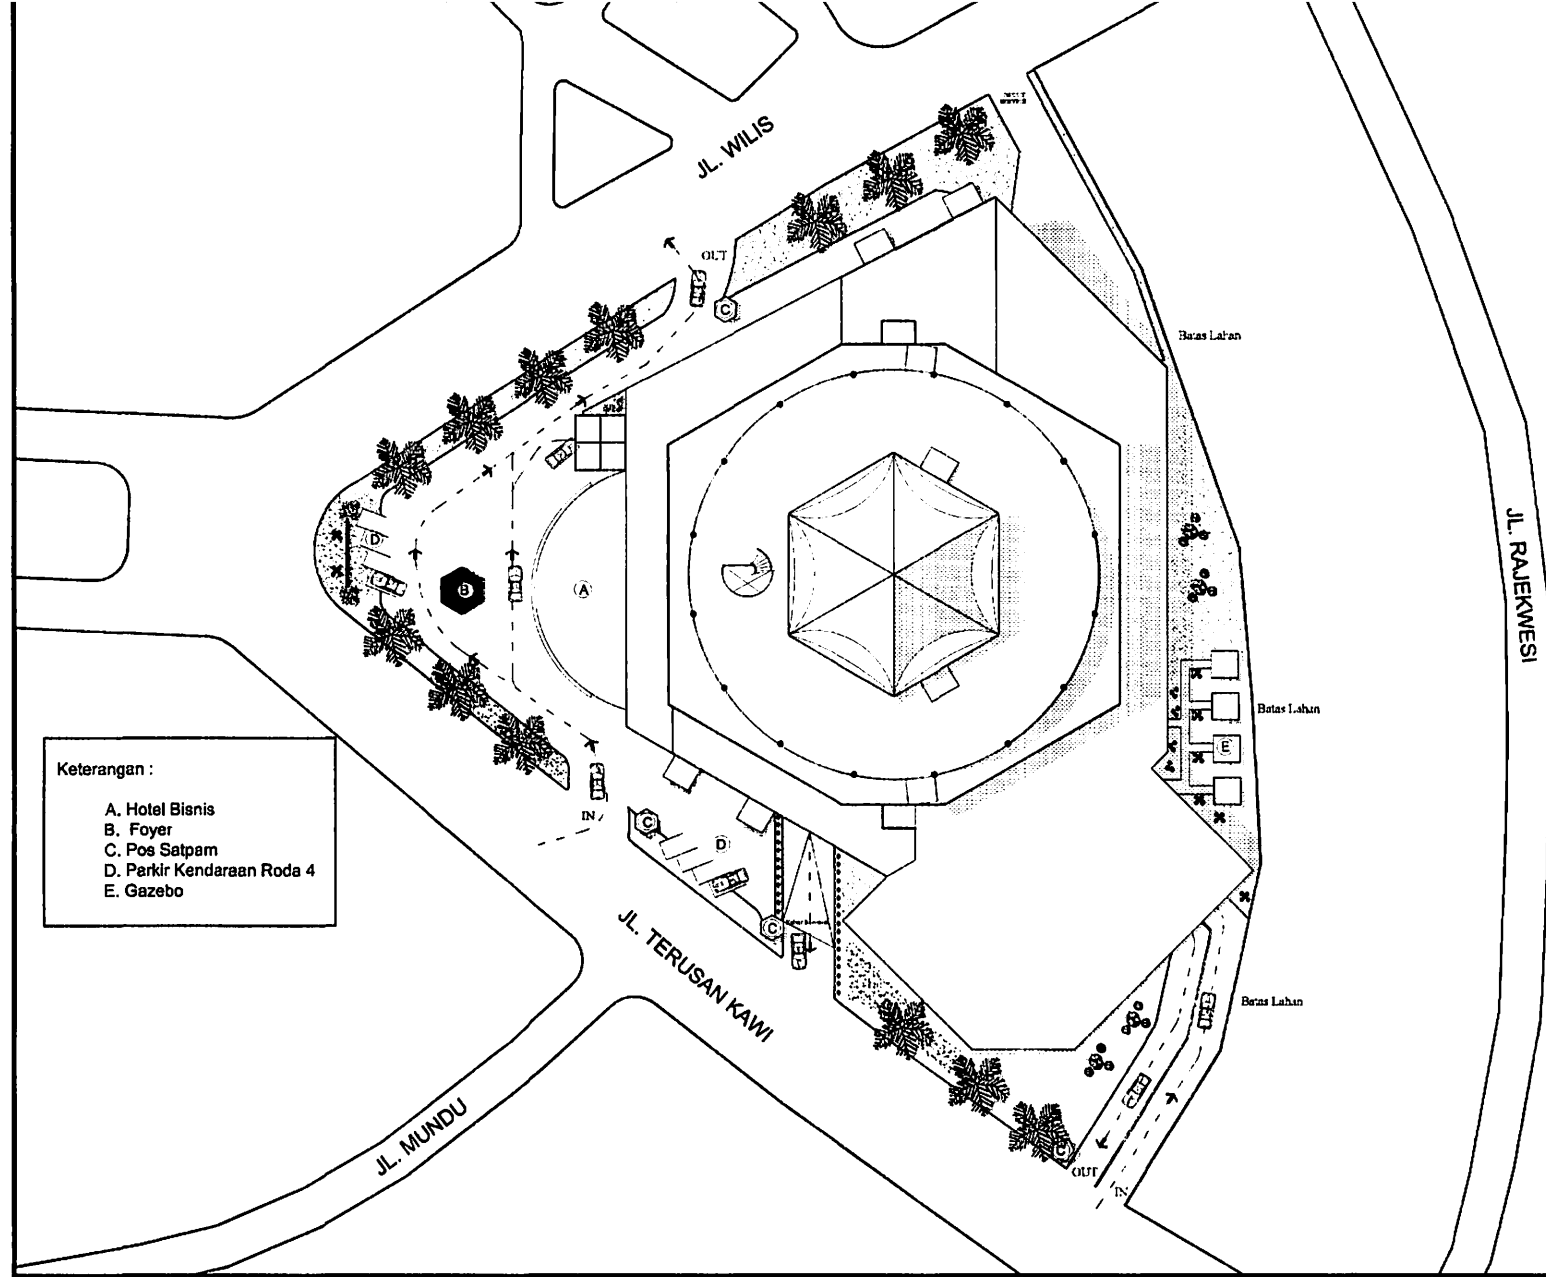 JL. WILIS
OUT
C
Batas Lahan
D
B
A
JL. RAJEKWESI
E
Batas Lahan
Keterangan :
A. Hotel Bisnis
B. Foyer
C. Pos Satpam
D. Parkir Kendaraan Roda 4
E. Gazebo
IN
C
D
C
JL. TERUSAN KAWI
Batas Lahan
JL. MUNDU
C
OUT
IN